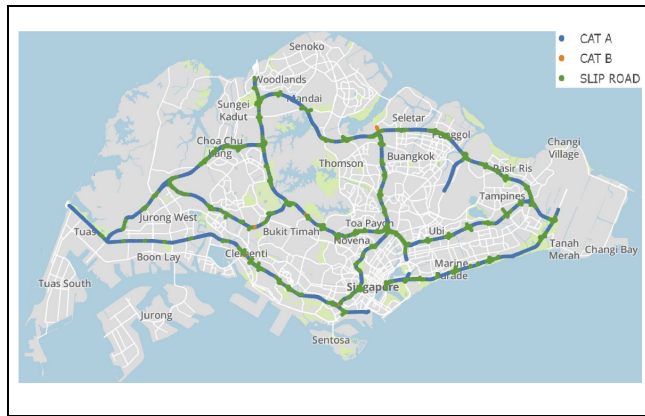 CAT A
CAT B
SLIP ROAD
Senoko
Woodlands
Mandai
Sungei
Kadut
Seletar
Punggol
Changi
Village
Choa Chu
Kang
Thomson
Buangkok
Pasir Ris
Tampines
Jurong West
Toa Payoh
Ubi
Bukit Timah
Novena
Tuas
Boon Lay
Clementi
Tanah
Merah
Changi Bay
Marine
Parade
Tuas South
Singapore
Jurong
Sentosa